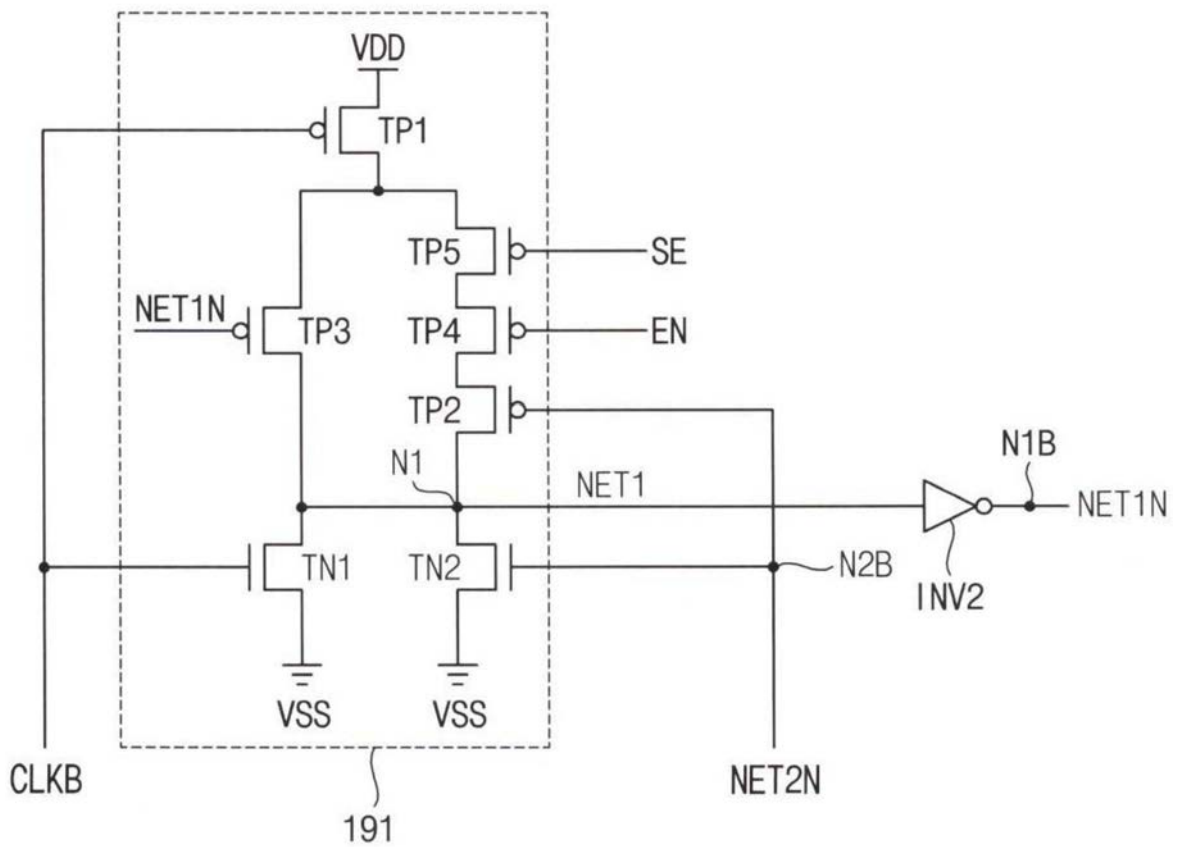 VDD
TP1
TP5
SE
NET1N
TP3
TP4
EN
TP2
N1
NET1
N1B
NET1N
TN1
TN2
N2B
INV2
VSS
VSS
CLKB
NET2N
191